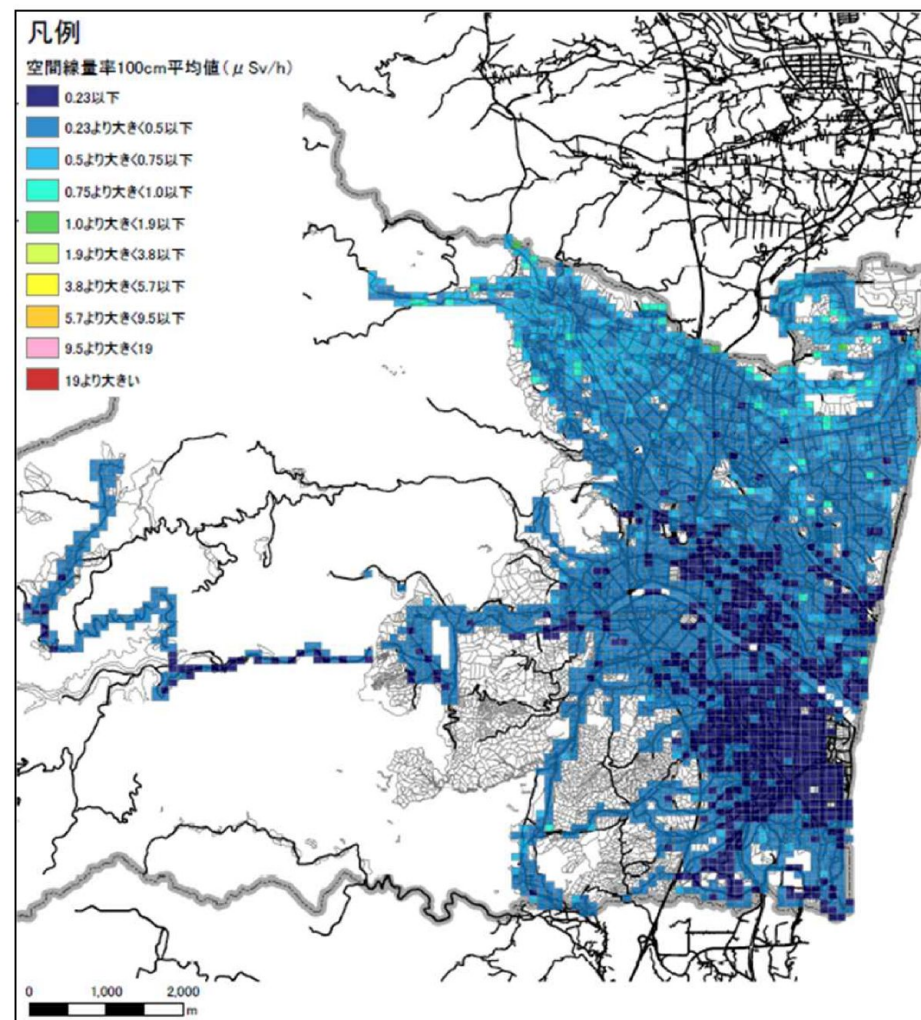 凡例
空間線量率100cm平均値(μSv/h)
0.23以下
0.23より大きく0.5以下
0.5より大きく0.75以下
0.75より大きく1.0以下
1.0より大きく1.9以下
1.9より大きく3.8以下
3.8より大きく5.7以下
5.7より大きく9.5以下
9.5より大きく19
19より大きい
0 1,000 2,000
m